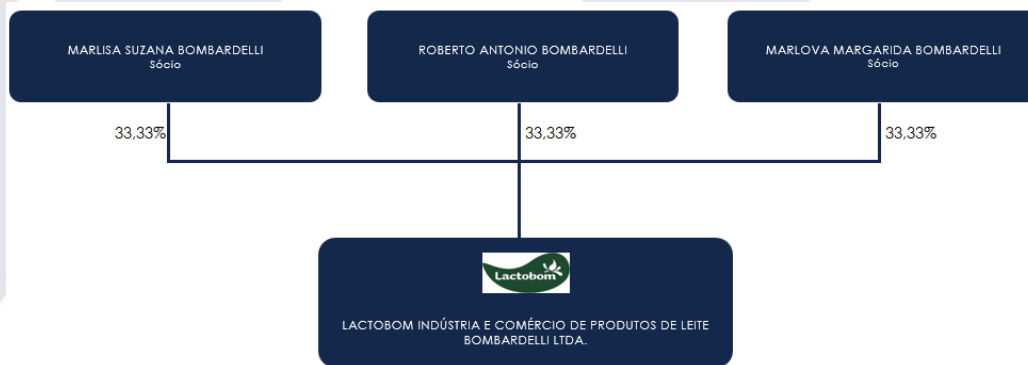 MARLISA SUZANA BOMBARDELLI
Sócio
ROBERTO ANTONIO BOMBARDELLI
Sócio
MARLOVA MARGARIDA BOMBARDELLI
Sócio
33,33%
33,33%
33,33%
Lactobom
LACTOBOM INDÚSTRIA E COMÉRCIO DE PRODUTOS DE LEITE
BOMBARDELLI LTDA.